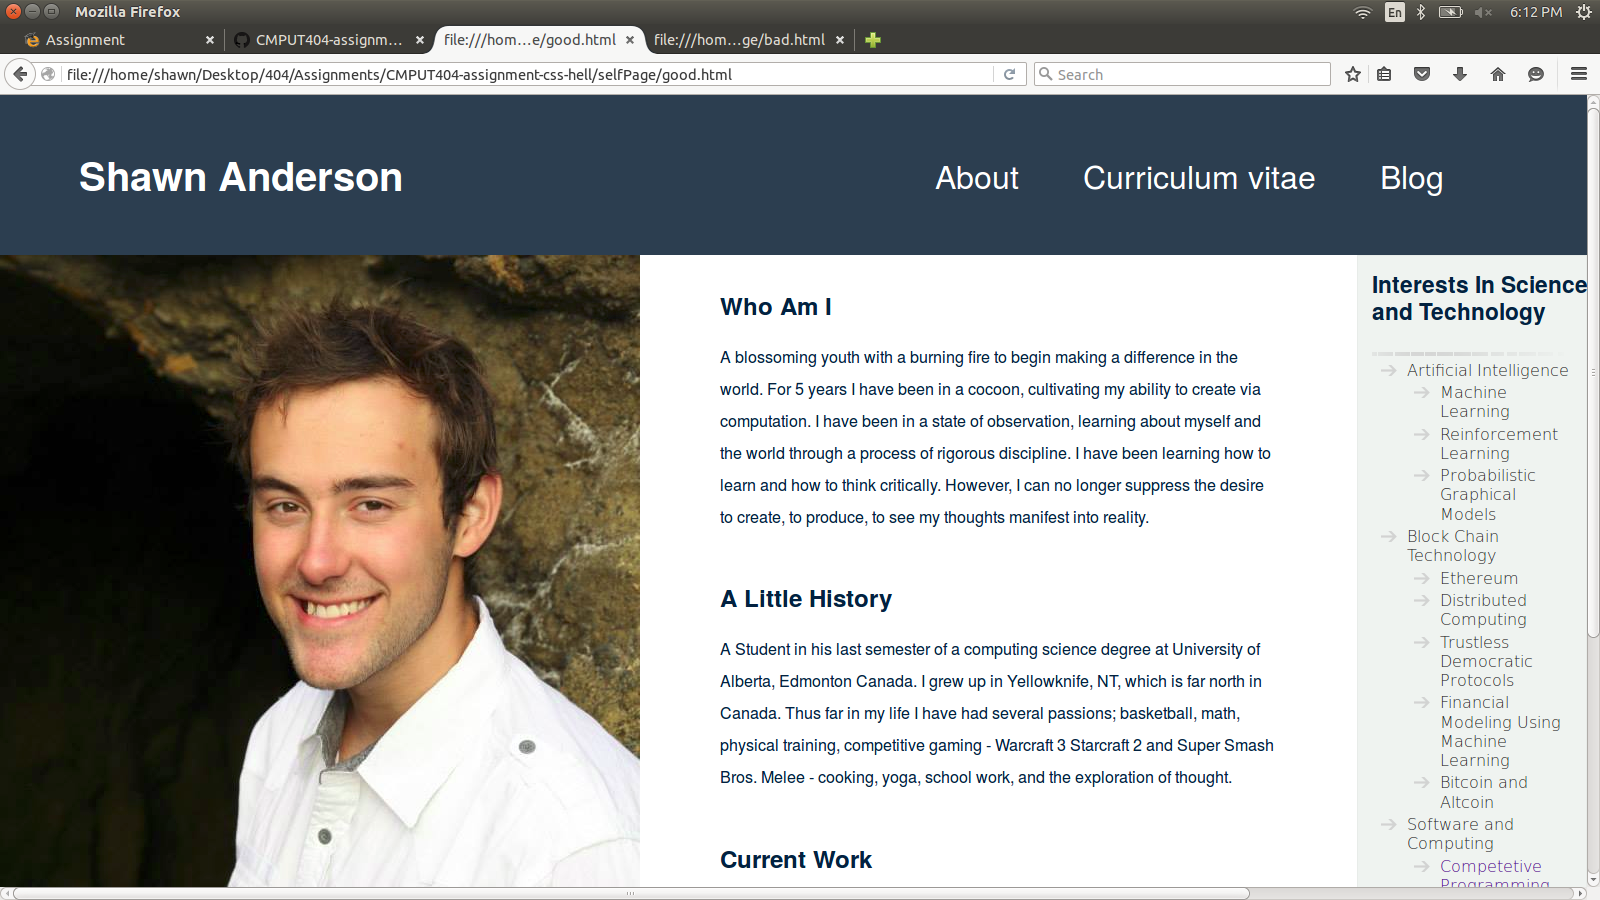 Mozilla Firefox
En
6:12 PM
Assignment
CMPUT404-assignm...
file:///hom...e/good.html
file:///hom...ge/bad.html
file:///home/shawn/Desktop/404/Assignments/CMPUT404-assignment-css-hell/selfPage/good.html
Search
Shawn Anderson
About
Curriculum vitae
Blog
Who Am I
A blossoming youth with a burning fire to begin making a difference in the
world. For 5 years I have been in a cocoon, cultivating my ability to create via
computation. I have been in a state of observation, learning about myself and
the world through a process of rigorous discipline. I have been learning how to
learn and how to think critically. However, I can no longer suppress the desire
to create, to produce, to see my thoughts manifest into reality.
A Little History
A Student in his last semester of a computing science degree at University of
Alberta, Edmonton Canada. I grew up in Yellowknife, NT, which is far north in
Canada. Thus far in my life I have had several passions; basketball, math,
physical training, competitive gaming - Warcraft 3 Starcraft 2 and Super Smash
Bros. Melee - cooking, yoga, school work, and the exploration of thought.
Current Work
Interests In Science
and Technology
Artificial Intelligence
Machine
Learning
Reinforcement
Learning
Probabilistic
Graphical
Models
Block Chain
Technology
Ethereum
Distributed
Computing
Trustless
Democratic
Protocols
Financial
Modeling Using
Machine
Learning
Bitcoin and
Altcoin
Software and
Computing
Competetive
Programming